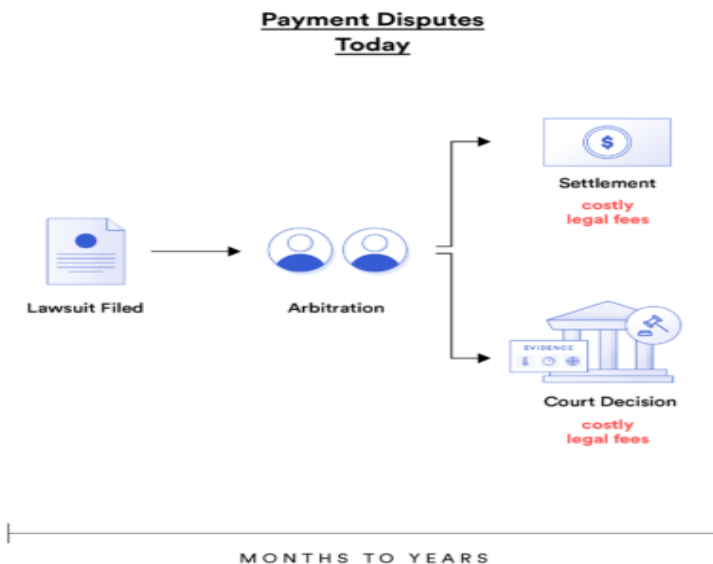 Payment Disputes
Today
Settlement
costly
legal fees
Lawsuit Filed
Arbitration
EVIDENCE
Court Decision
costly
legal fees
MONTHS TO YEARS